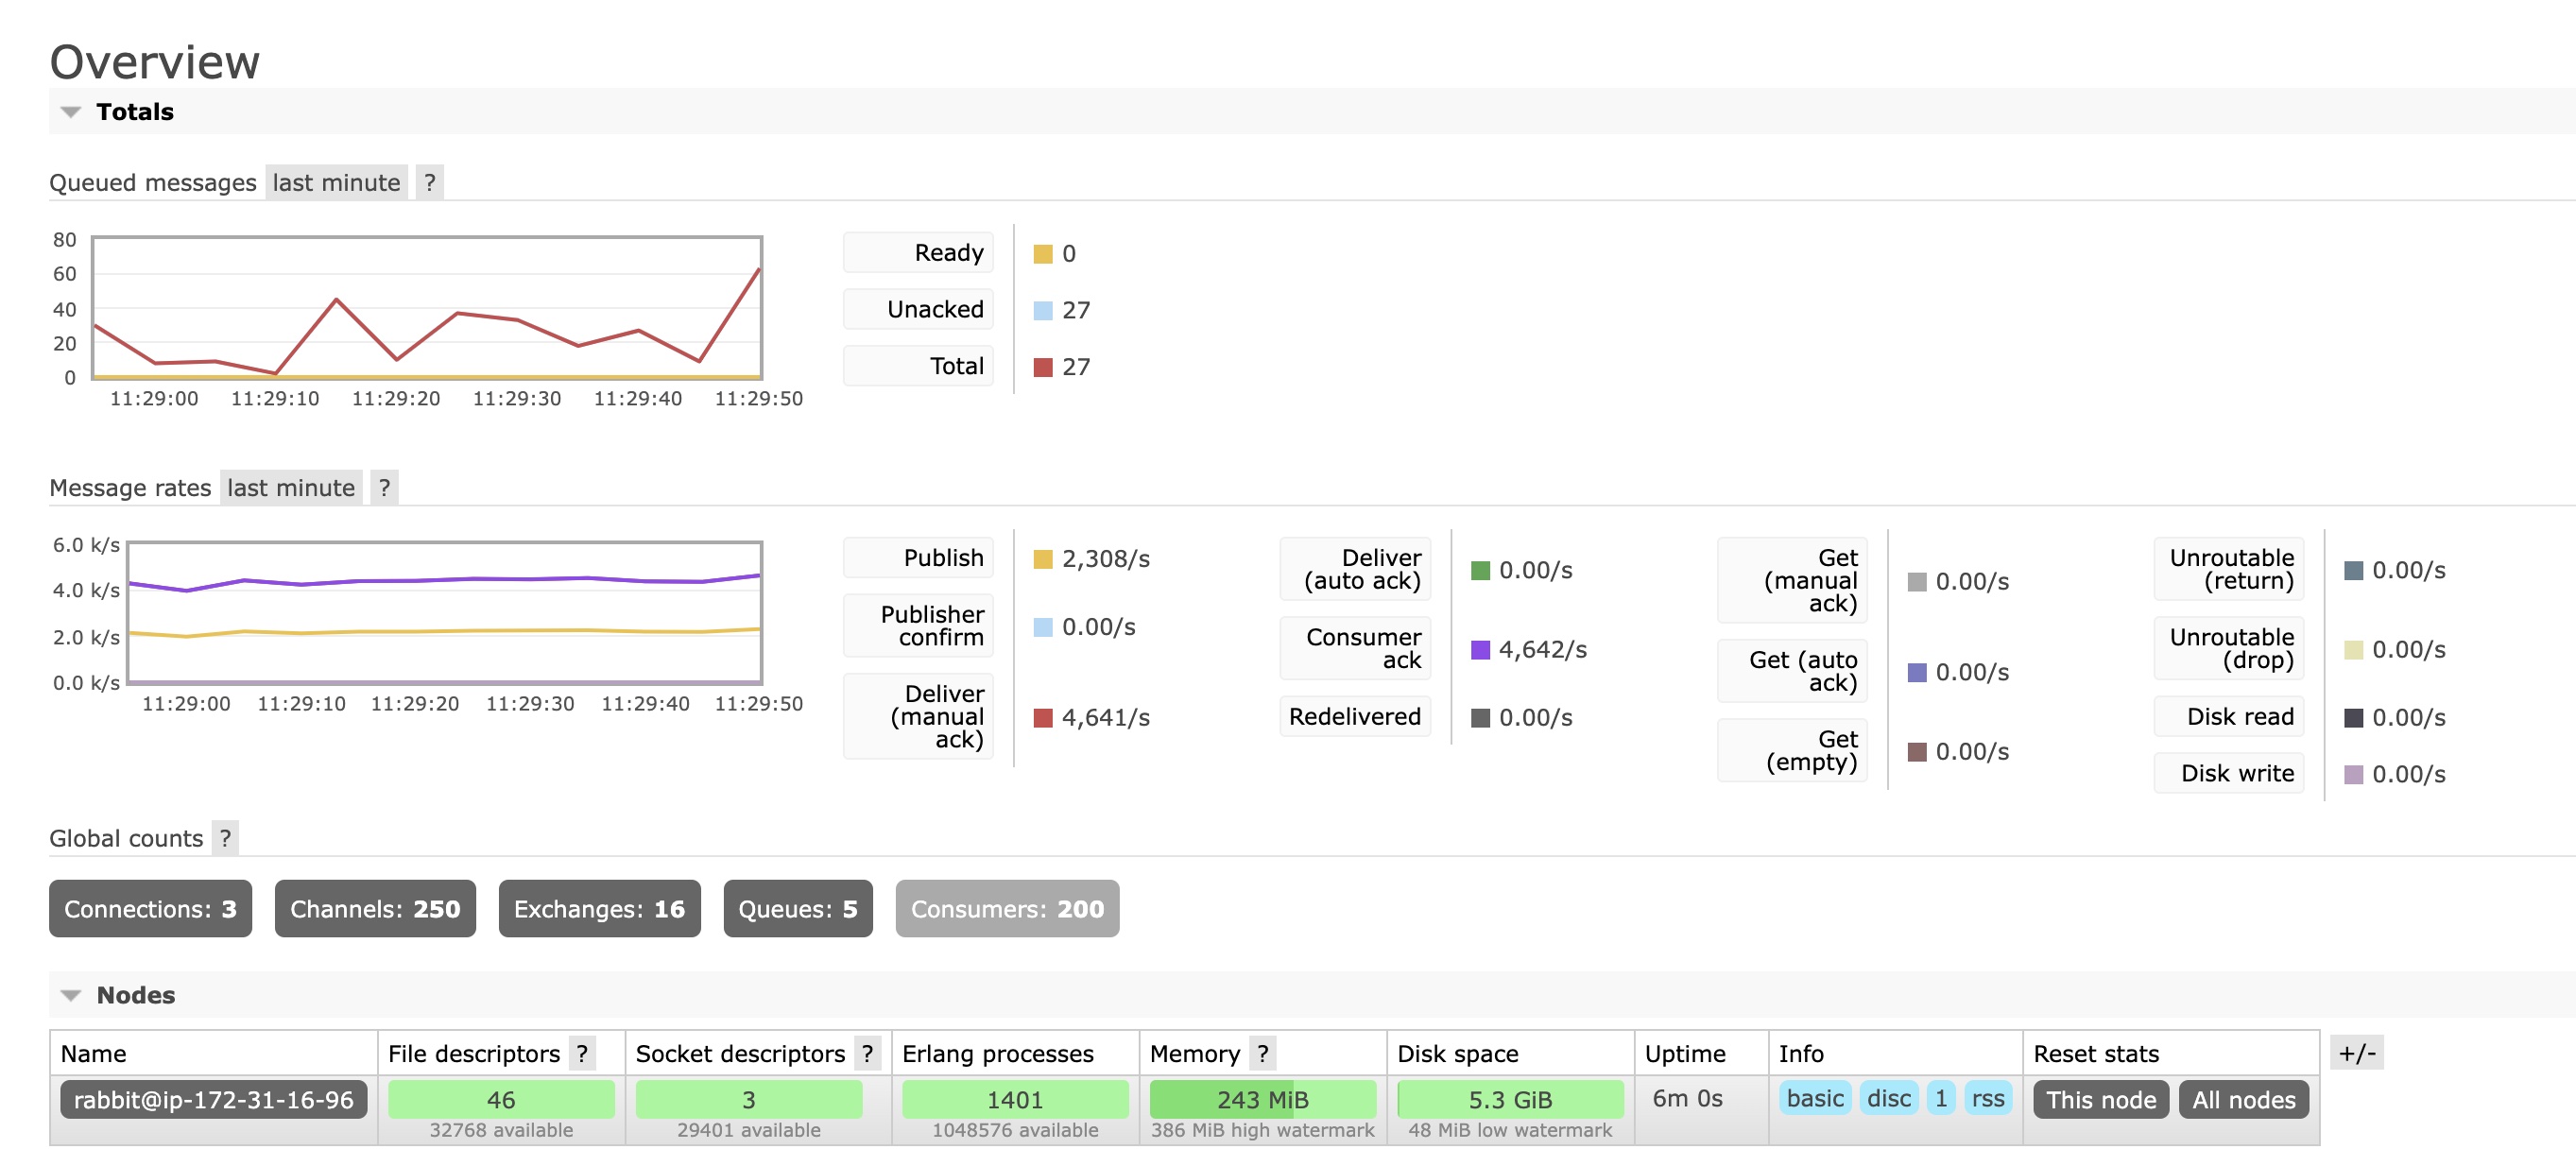 Overview
Totals
Queued messages last minute ?
80
60
40
20
0
11:29:00 11:29:10 11:29:20 11:29:30 11:29:40 11:29:50
Ready 0
Unacked 27
Total 27
Message rates last minute ?
6.0 k/s
4.0 k/s
2.0 k/s
0.0 k/s
11:29:00 11:29:10 11:29:20 11:29:30 11:29:40 11:29:50
Publish 2,308/s
Publisher
confirm 0.00/s
Deliver
(manual 4,641/s
ack)
Deliver
(auto ack) 0.00/s
Consumer
ack 4,642/s
Redelivered 0.00/s
Get
(manual 0.00/s
ack)
Get (auto
ack) 0.00/s
Get
(empty) 0.00/s
Unroutable
(return) 0.00/s
Unroutable
(drop) 0.00/s
Disk read 0.00/s
Disk write 0.00/s
Global counts ?
Connections: 3 Channels: 250 Exchanges: 16 Queues: 5 Consumers: 200
Nodes
Name File descriptors ? Socket descriptors ? Erlang processes Memory ? Disk space Uptime Info Reset stats +/-
rabbit@ip-172-31-16-96 46 3 1401 243 MiB 5.3 GiB 6m 0s basic disc 1 rss This node All nodes
32768 available 29401 available 1048576 available 386 MiB high watermark 48 MiB low watermark